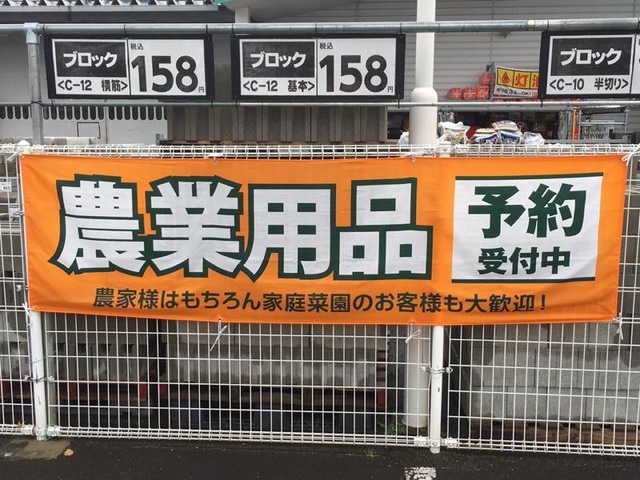 ブロック
<C-12 横筋>
税込
158円
ブロック
<C-12 基本>
税込
158円
ブロック
<C-10 半切り>
灯油
農業用品
予約
受付中
農家様はもちろん家庭菜園のお客様も大歓迎!